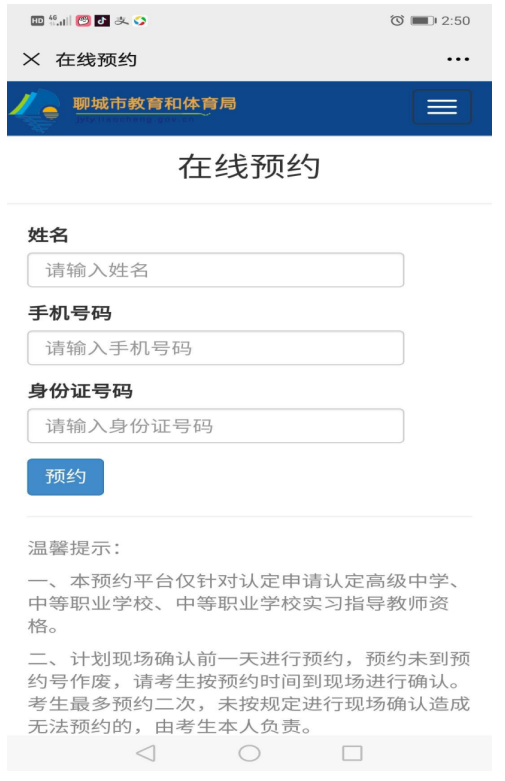 HD 46 2:50
在线预约
聊城市教育和体育局
在线预约
姓名
请输入姓名
手机号码
请输入手机号码
身份证号码
请输入身份证号码
预约
温馨提示：
一、本预约平台仅针对认定申请认定高级中学、
中等职业学校、中等职业学校实习指导教师资
格。
二、计划现场确认前一天进行预约，预约未到预
约号作废，请考生按预约时间到现场进行确认。
考生最多预约二次，未按规定进行现场确认造成
无法预约的，由考生本人负责。